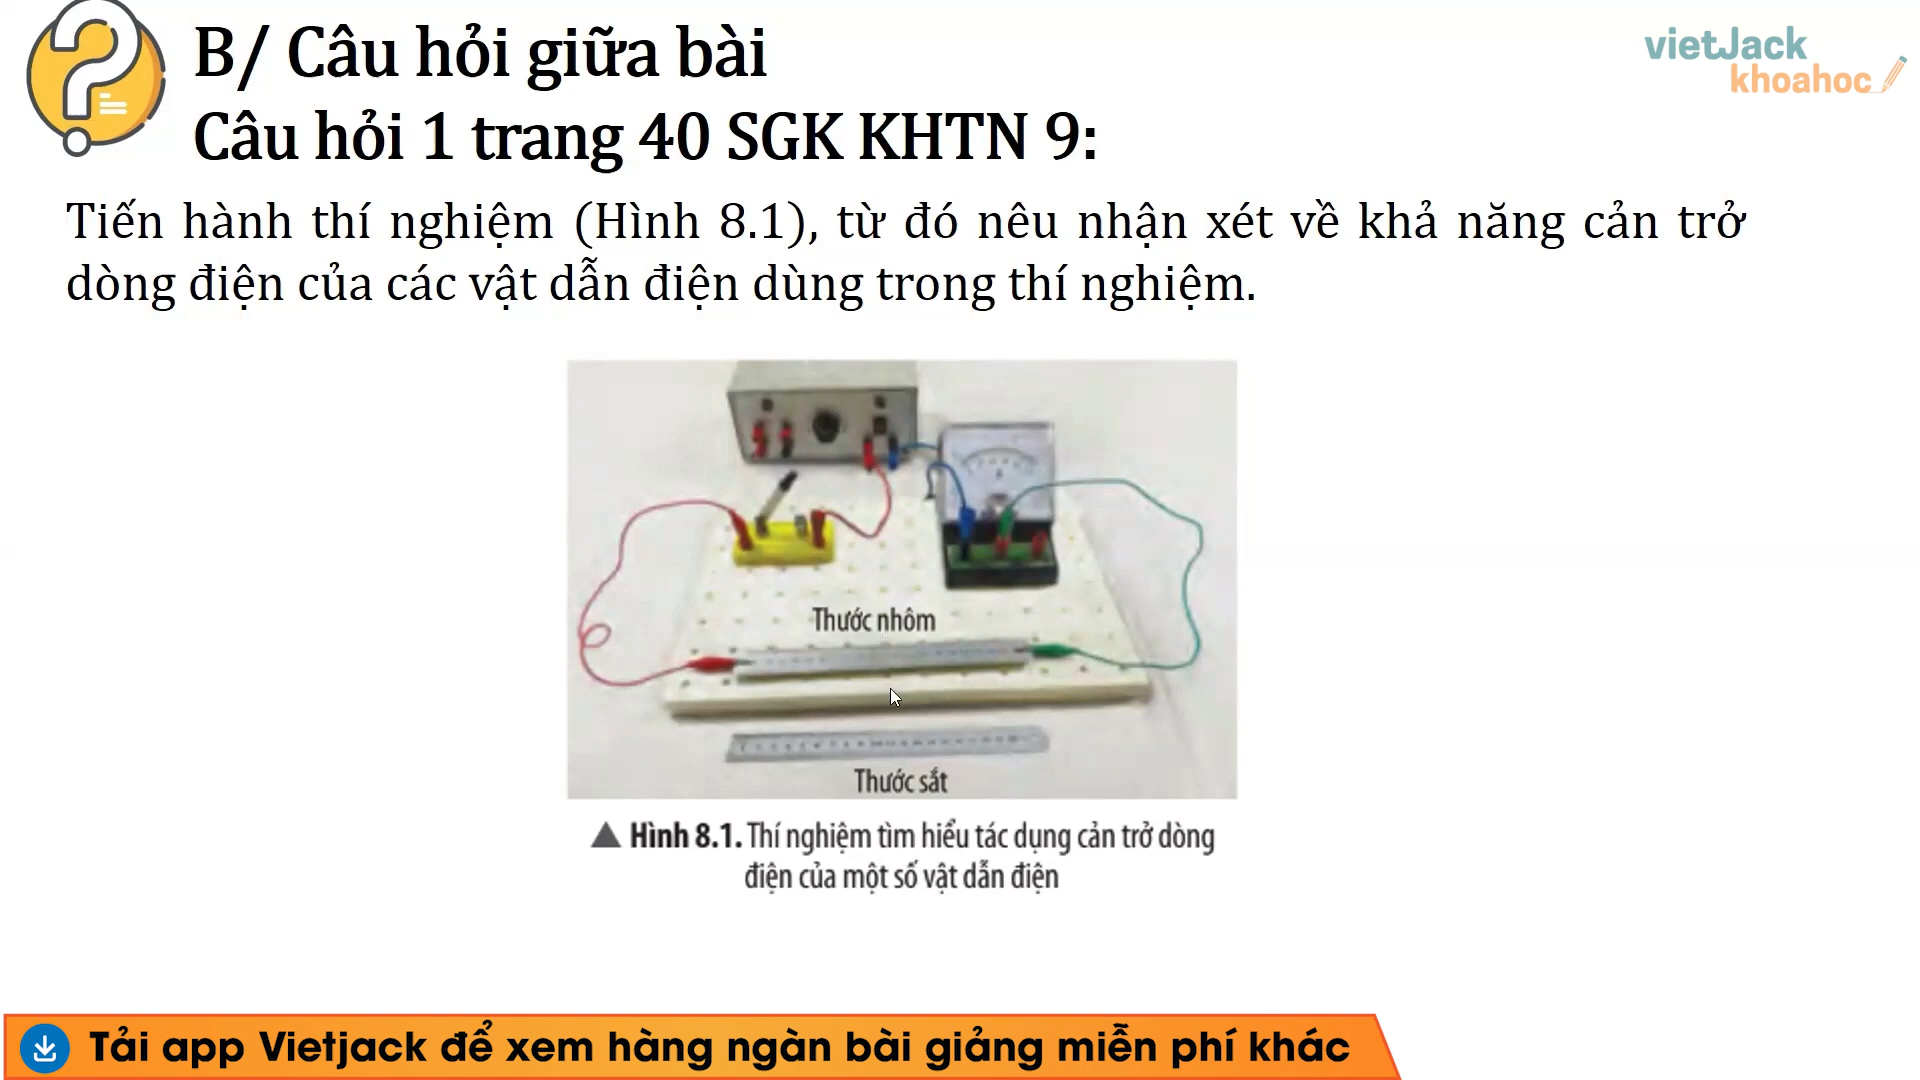 B/ Câu hỏi giữa bài
vietJack
khoahoc
Câu hỏi 1 trang 40 SGK KHTN 9:
Tiến hành thí nghiệm (Hình 8.1), từ đó nêu nhận xét về khả năng cản trở
dòng điện của các vật dẫn điện dùng trong thí nghiệm.
Thước nhôm
Thước sắt
▲ Hình 8.1. Thí nghiệm tìm hiểu tác dụng cản trở dòng
điện của một số vật dẫn điện
Tải app Vietjack để xem hàng ngàn bài giảng miễn phí khác